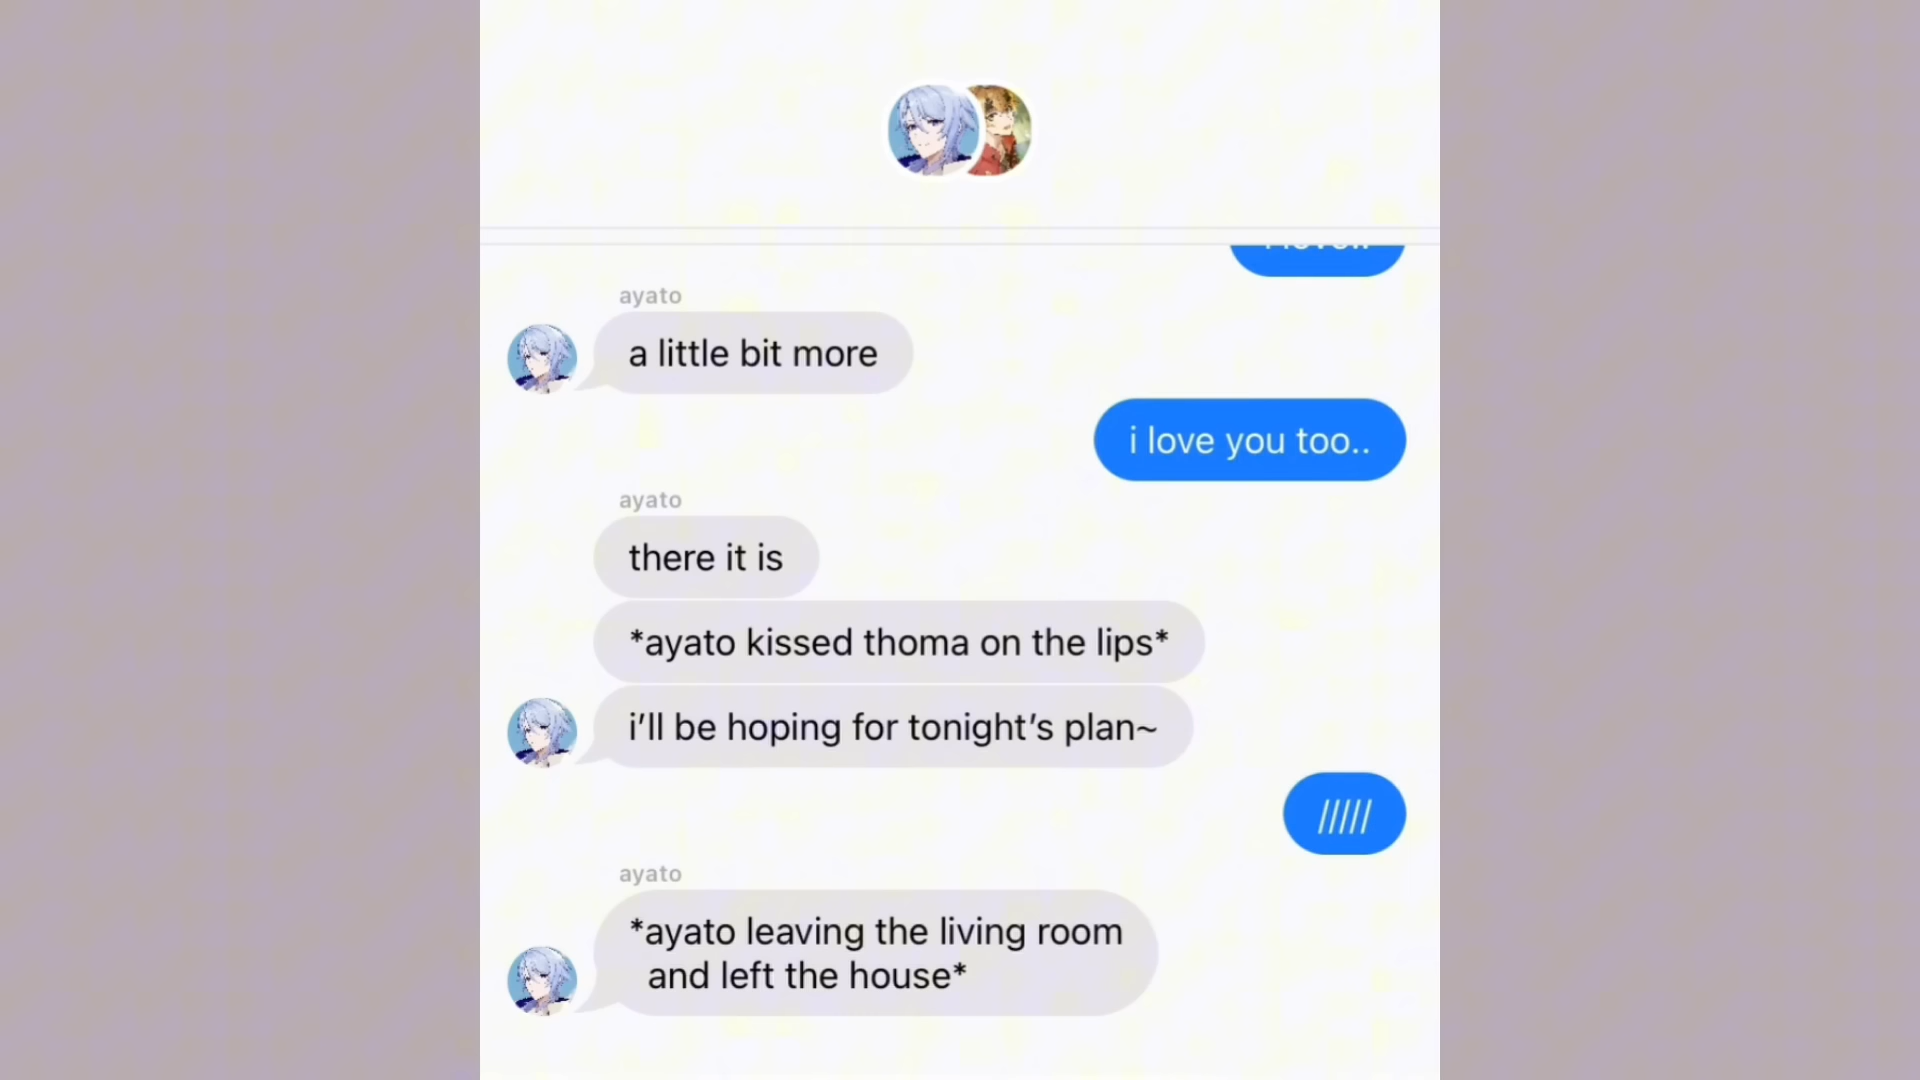 ayato
a little bit more
i love you too..
ayato
there it is
*ayato kissed thoma on the lips*
i’ll be hoping for tonight’s plan~
/////
ayato
*ayato leaving the living room
and left the house*